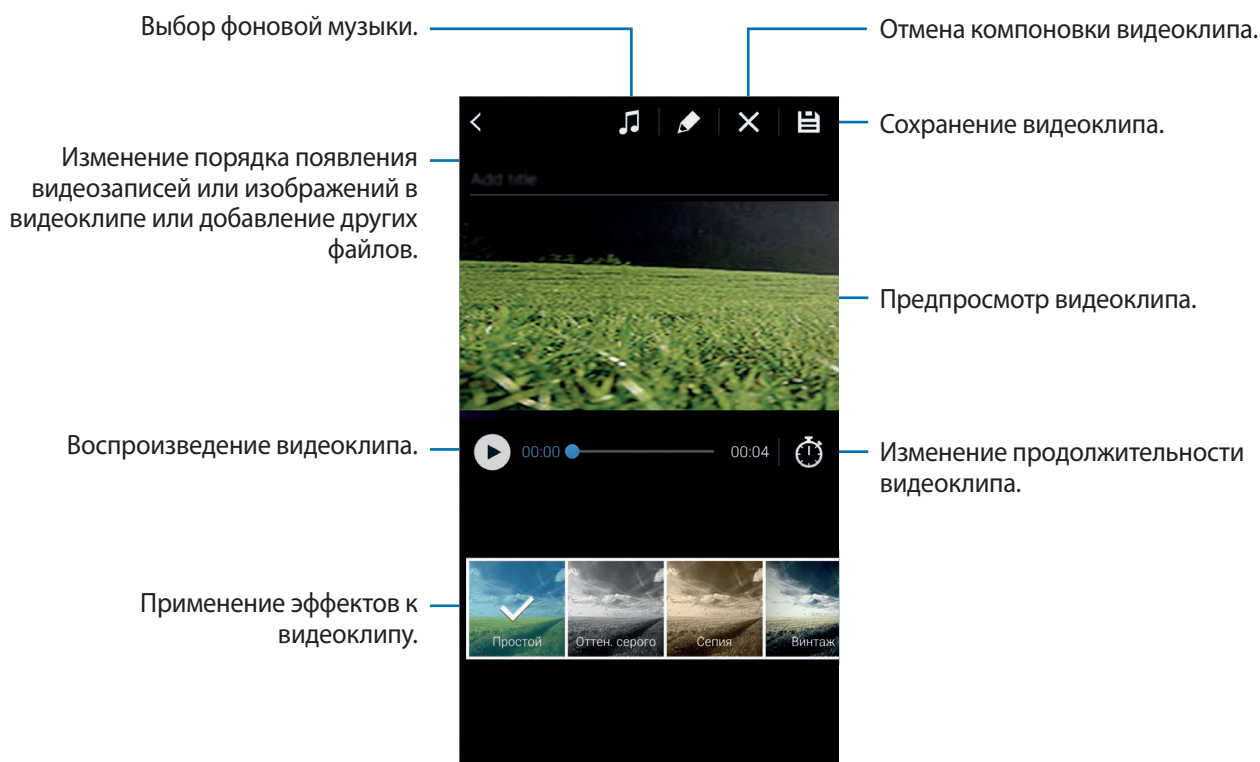 Выбор фоновой музыки.
Отмена компоновки видеоклипа.
Сохранение видеоклипа.
Изменение порядка появления
видеозаписей или изображений в
видеоклипе или добавление других
файлов.
Add title
Предпросмотр видеоклипа.
Воспроизведение видеоклипа.
00:00
00:04
Изменение продолжительности
видеоклипа.
Применение эффектов к
видеоклипу.
Простой
Оттен. серого
Сепия
Винтаж